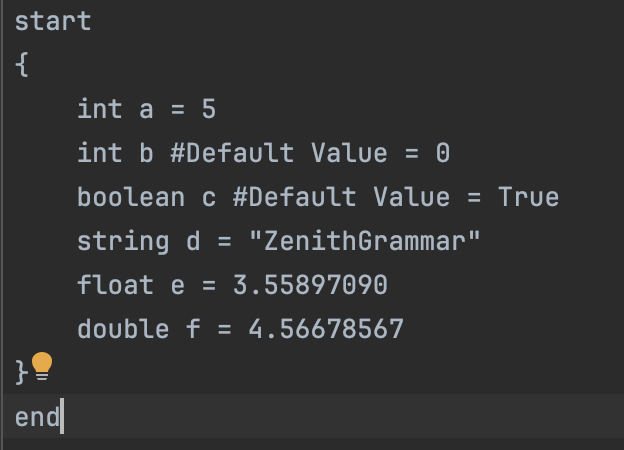 start
{
    int a = 5
    int b #Default Value = 0
    boolean c #Default Value = True
    string d = "ZenithGrammar"
    float e = 3.55897090
    double f = 4.56678567
}
end